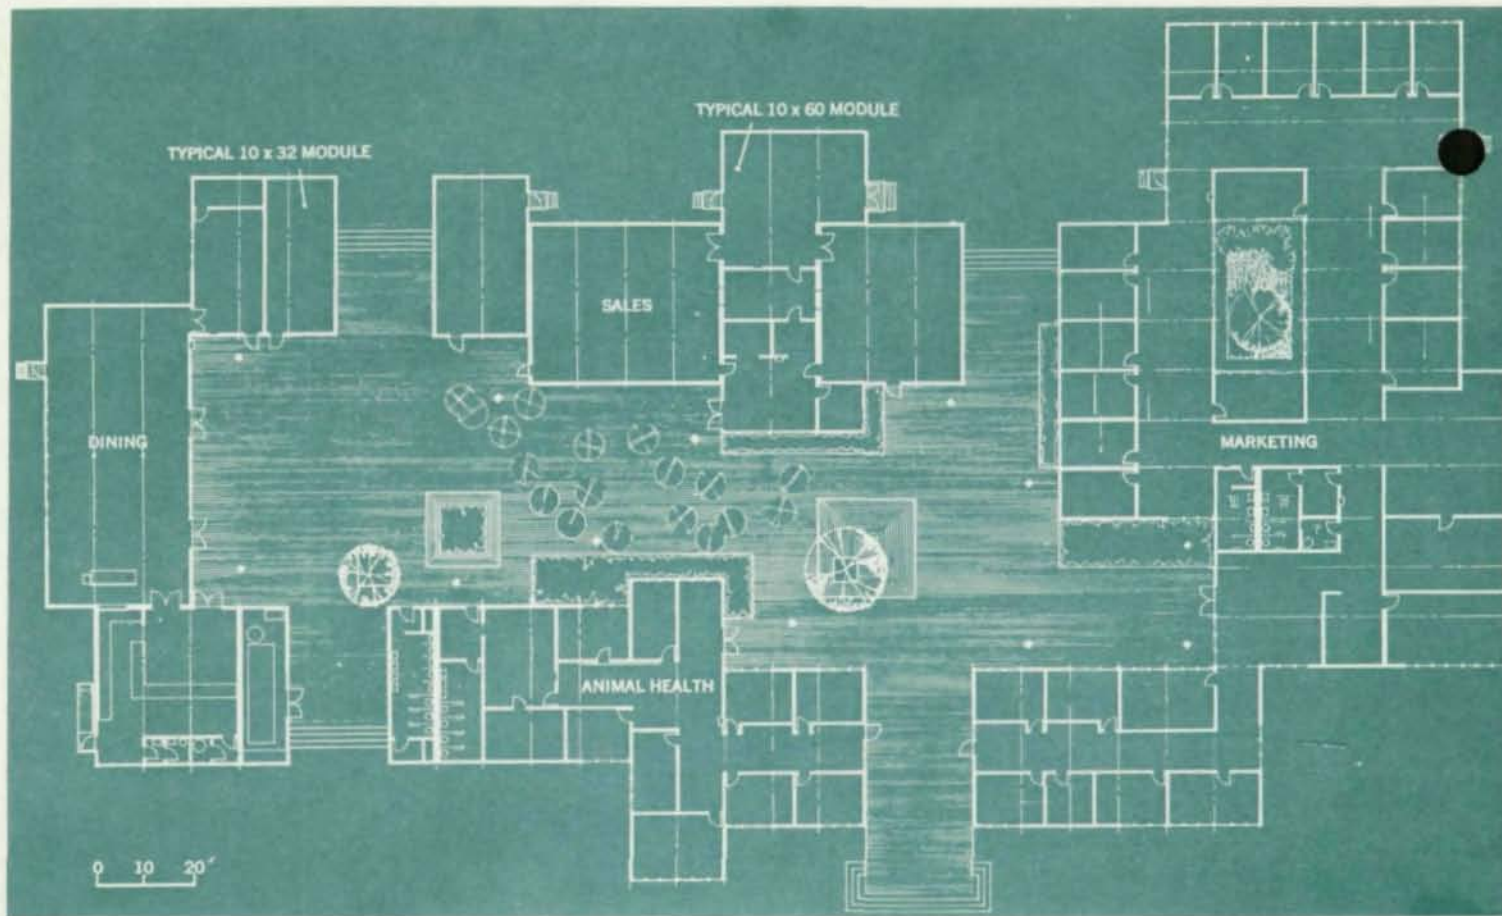 TYPICAL 10 x 60 MODULE
TYPICAL 10 x 32 MODULE
SALES
DINING
MARKETING
ANIMAL HEALTH
0 10 20′